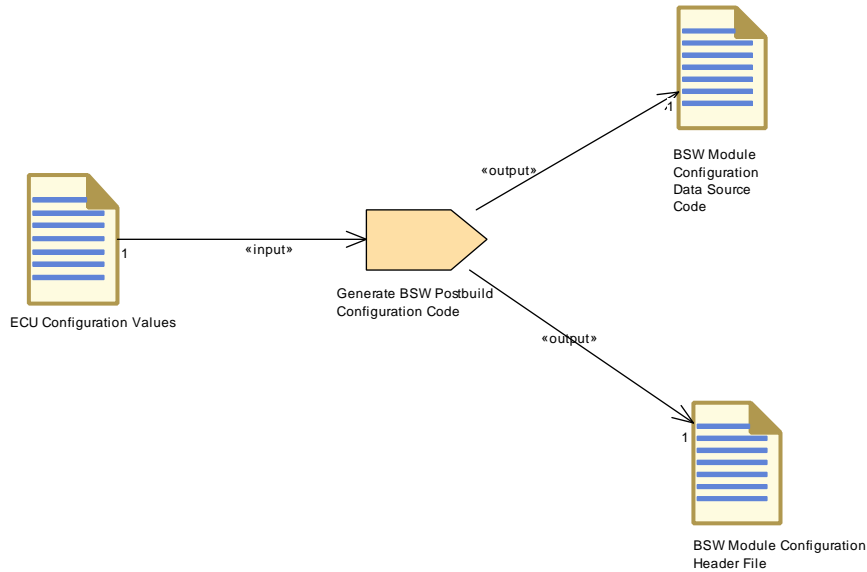 1
BSW Module
Configuration
Data Source
Code
«output»
1
«input»
ECU Configuration Values
Generate BSW Postbuild
Configuration Code
«output»
1
BSW Module Configuration
Header File